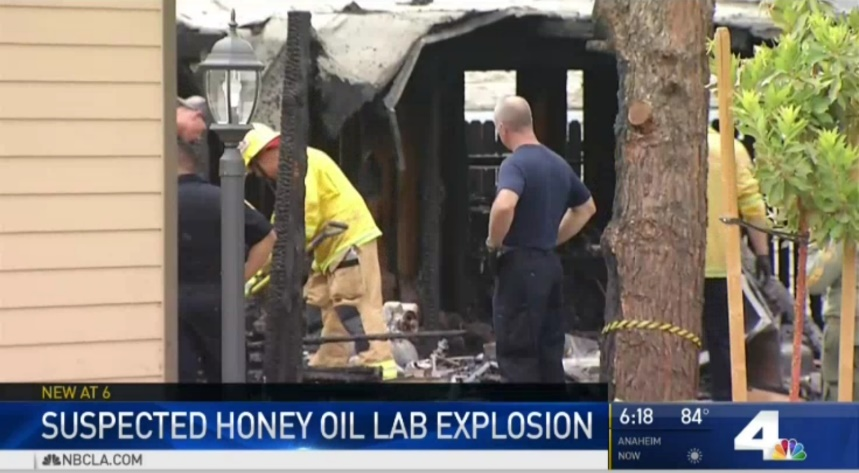 NEW AT 6
SUSPECTED HONEY OIL LAB EXPLOSION
NBCLA.COM
6:18 84°
ANAHEIM
NOW
4